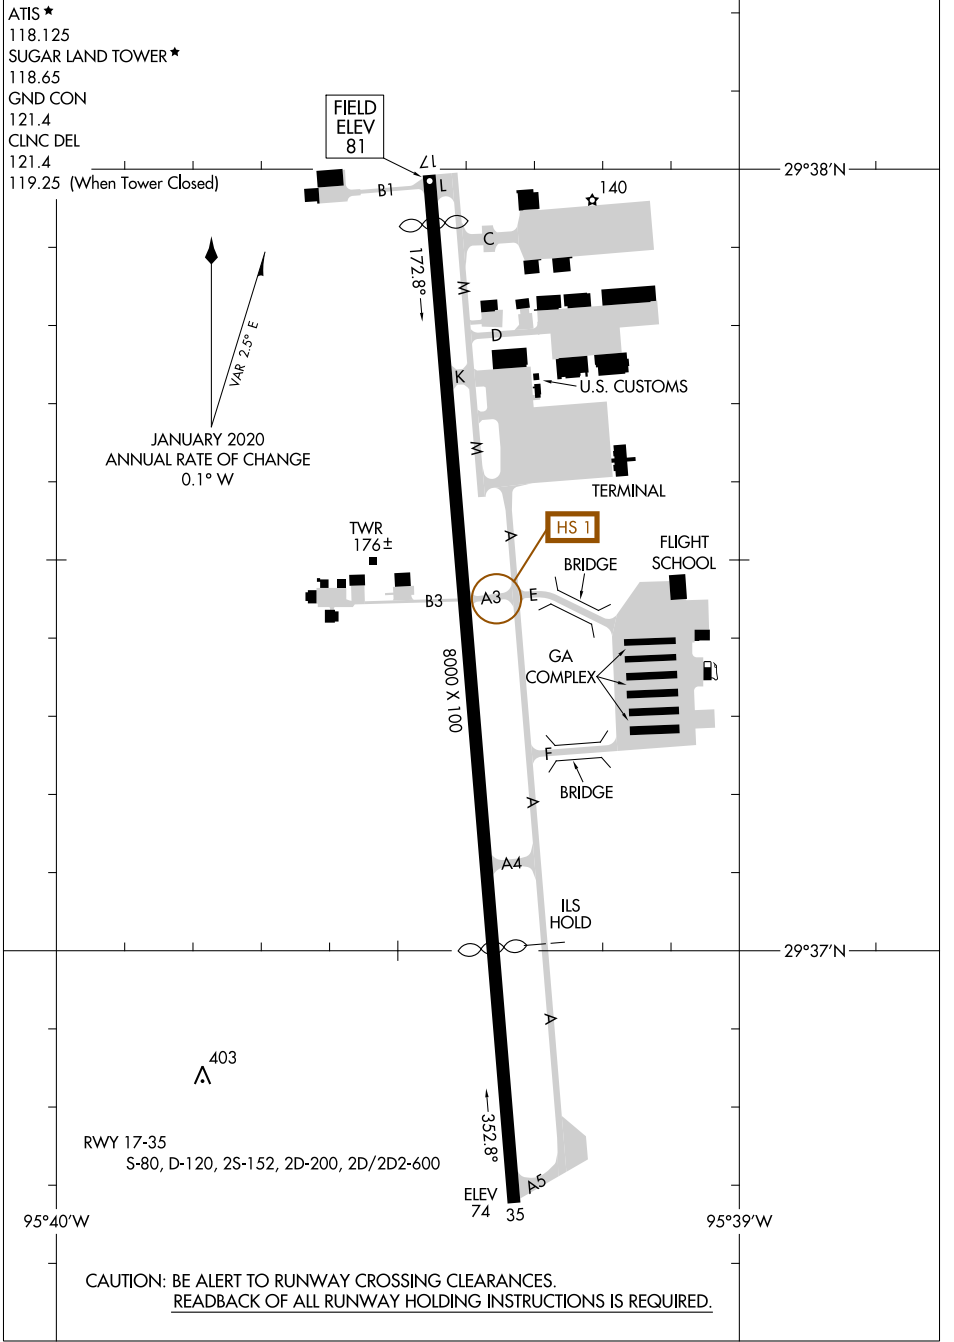 ATIS★
118.125
SUGAR LAND TOWER★
118.65
GND CON
121.4
CLNC DEL
121.4
119.25 (When Tower Closed)
FIELD
ELEV
81
17
29°38'N
B1
L
140
C
172.8°
M
VAR 2.5° E
D
K
U.S. CUSTOMS
JANUARY 2020
ANNUAL RATE OF CHANGE
0.1° W
M
TERMINAL
HS 1
TWR
176±
A
FLIGHT
SCHOOL
BRIDGE
B3
A3
E
8000 X 100
GA
COMPLEX
F
BRIDGE
A
A4
ILS
HOLD
29°37'N
A
403
352.8°
RWY 17-35
S-80, D-120, 2S-152, 2D-200, 2D/2D2-600
A5
ELEV
74
35
95°40'W
95°39'W
CAUTION: BE ALERT TO RUNWAY CROSSING CLEARANCES.
READBACK OF ALL RUNWAY HOLDING INSTRUCTIONS IS REQUIRED.